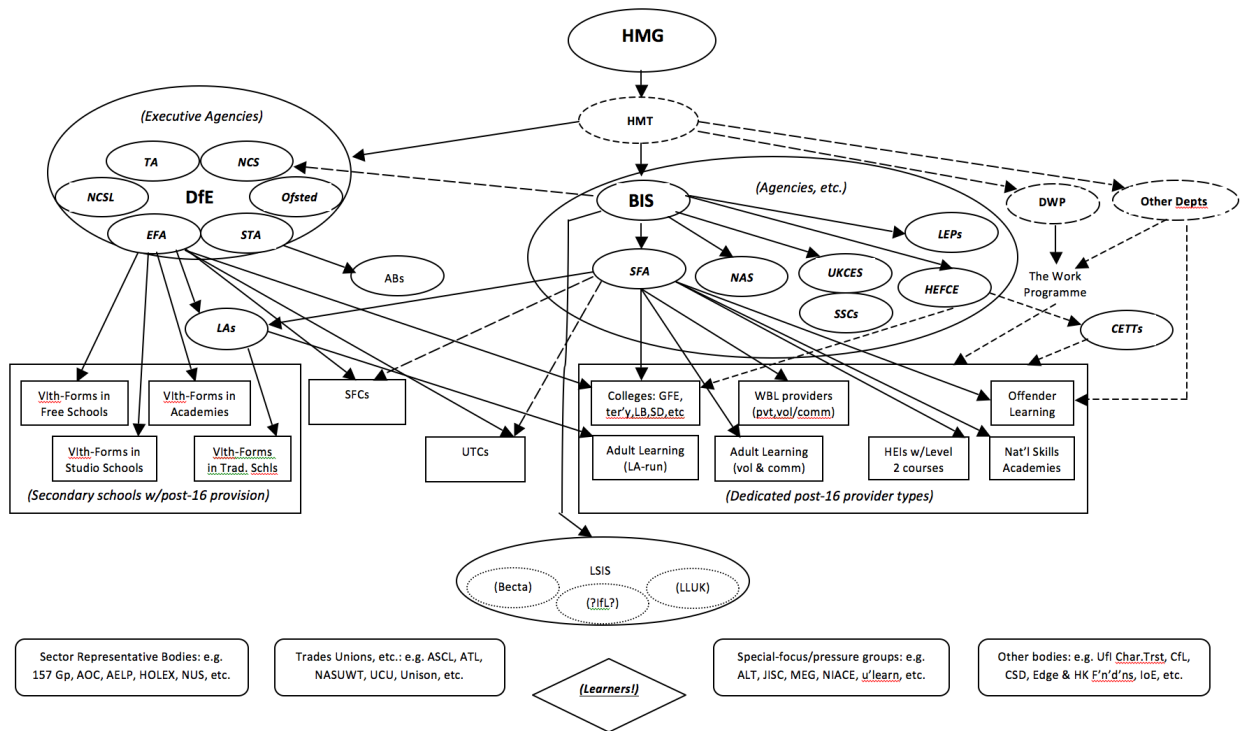 HMG
HMT
(Executive Agencies)
TA
NCS
NCSL
DfE
Ofsted
EFA
STA
ABs
LAs
BIS
(Agencies, etc.)
SFA
NAS
UKCES
SSCs
LEPs
HEFCE
DWP
Other Depts
The Work
Programme
CETTs
VIth-Forms in
Free Schools
VIth-Forms in
Academies
VIth-Forms in
Studio Schools
VIth-Forms
in Trad. Schls
(Secondary schools w/post-16 provision)
SFCs
UTCs
Colleges: GFE,
ter'y,LB,SD,etc
WBL providers
(pvt,vol/comm)
Offender
Learning
Adult Learning
(LA-run)
Adult Learning
(vol & comm)
HEIs w/Level
2 courses
Nat'l Skills
Academies
(Dedicated post-16 provider types)
LSIS
(Becta)
(?IfL?)
(LLUK)
Sector Representative Bodies: e.g.
157 Gp, AOC, AELP, HOLEX, NUS, etc.
Trades Unions, etc.: e.g. ASCL, ATL,
NASUWT, UCU, Unison, etc.
(Learners!)
Special-focus/pressure groups: e.g.
ALT, JISC, MEG, NIACE, u'learn, etc.
Other bodies: e.g. Ufl Char.Trst, CfL,
CSD, Edge & HK F'n'd'ns, IoE, etc.